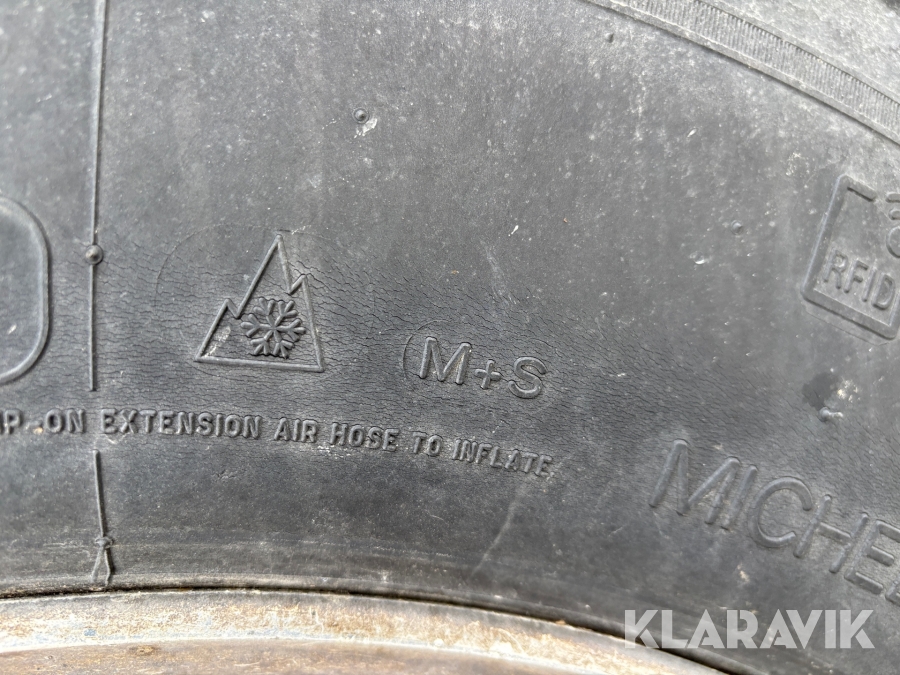 RFID
M+S
ON EXTENSION AIR HOSE TO INFLATE
KLARAVIK